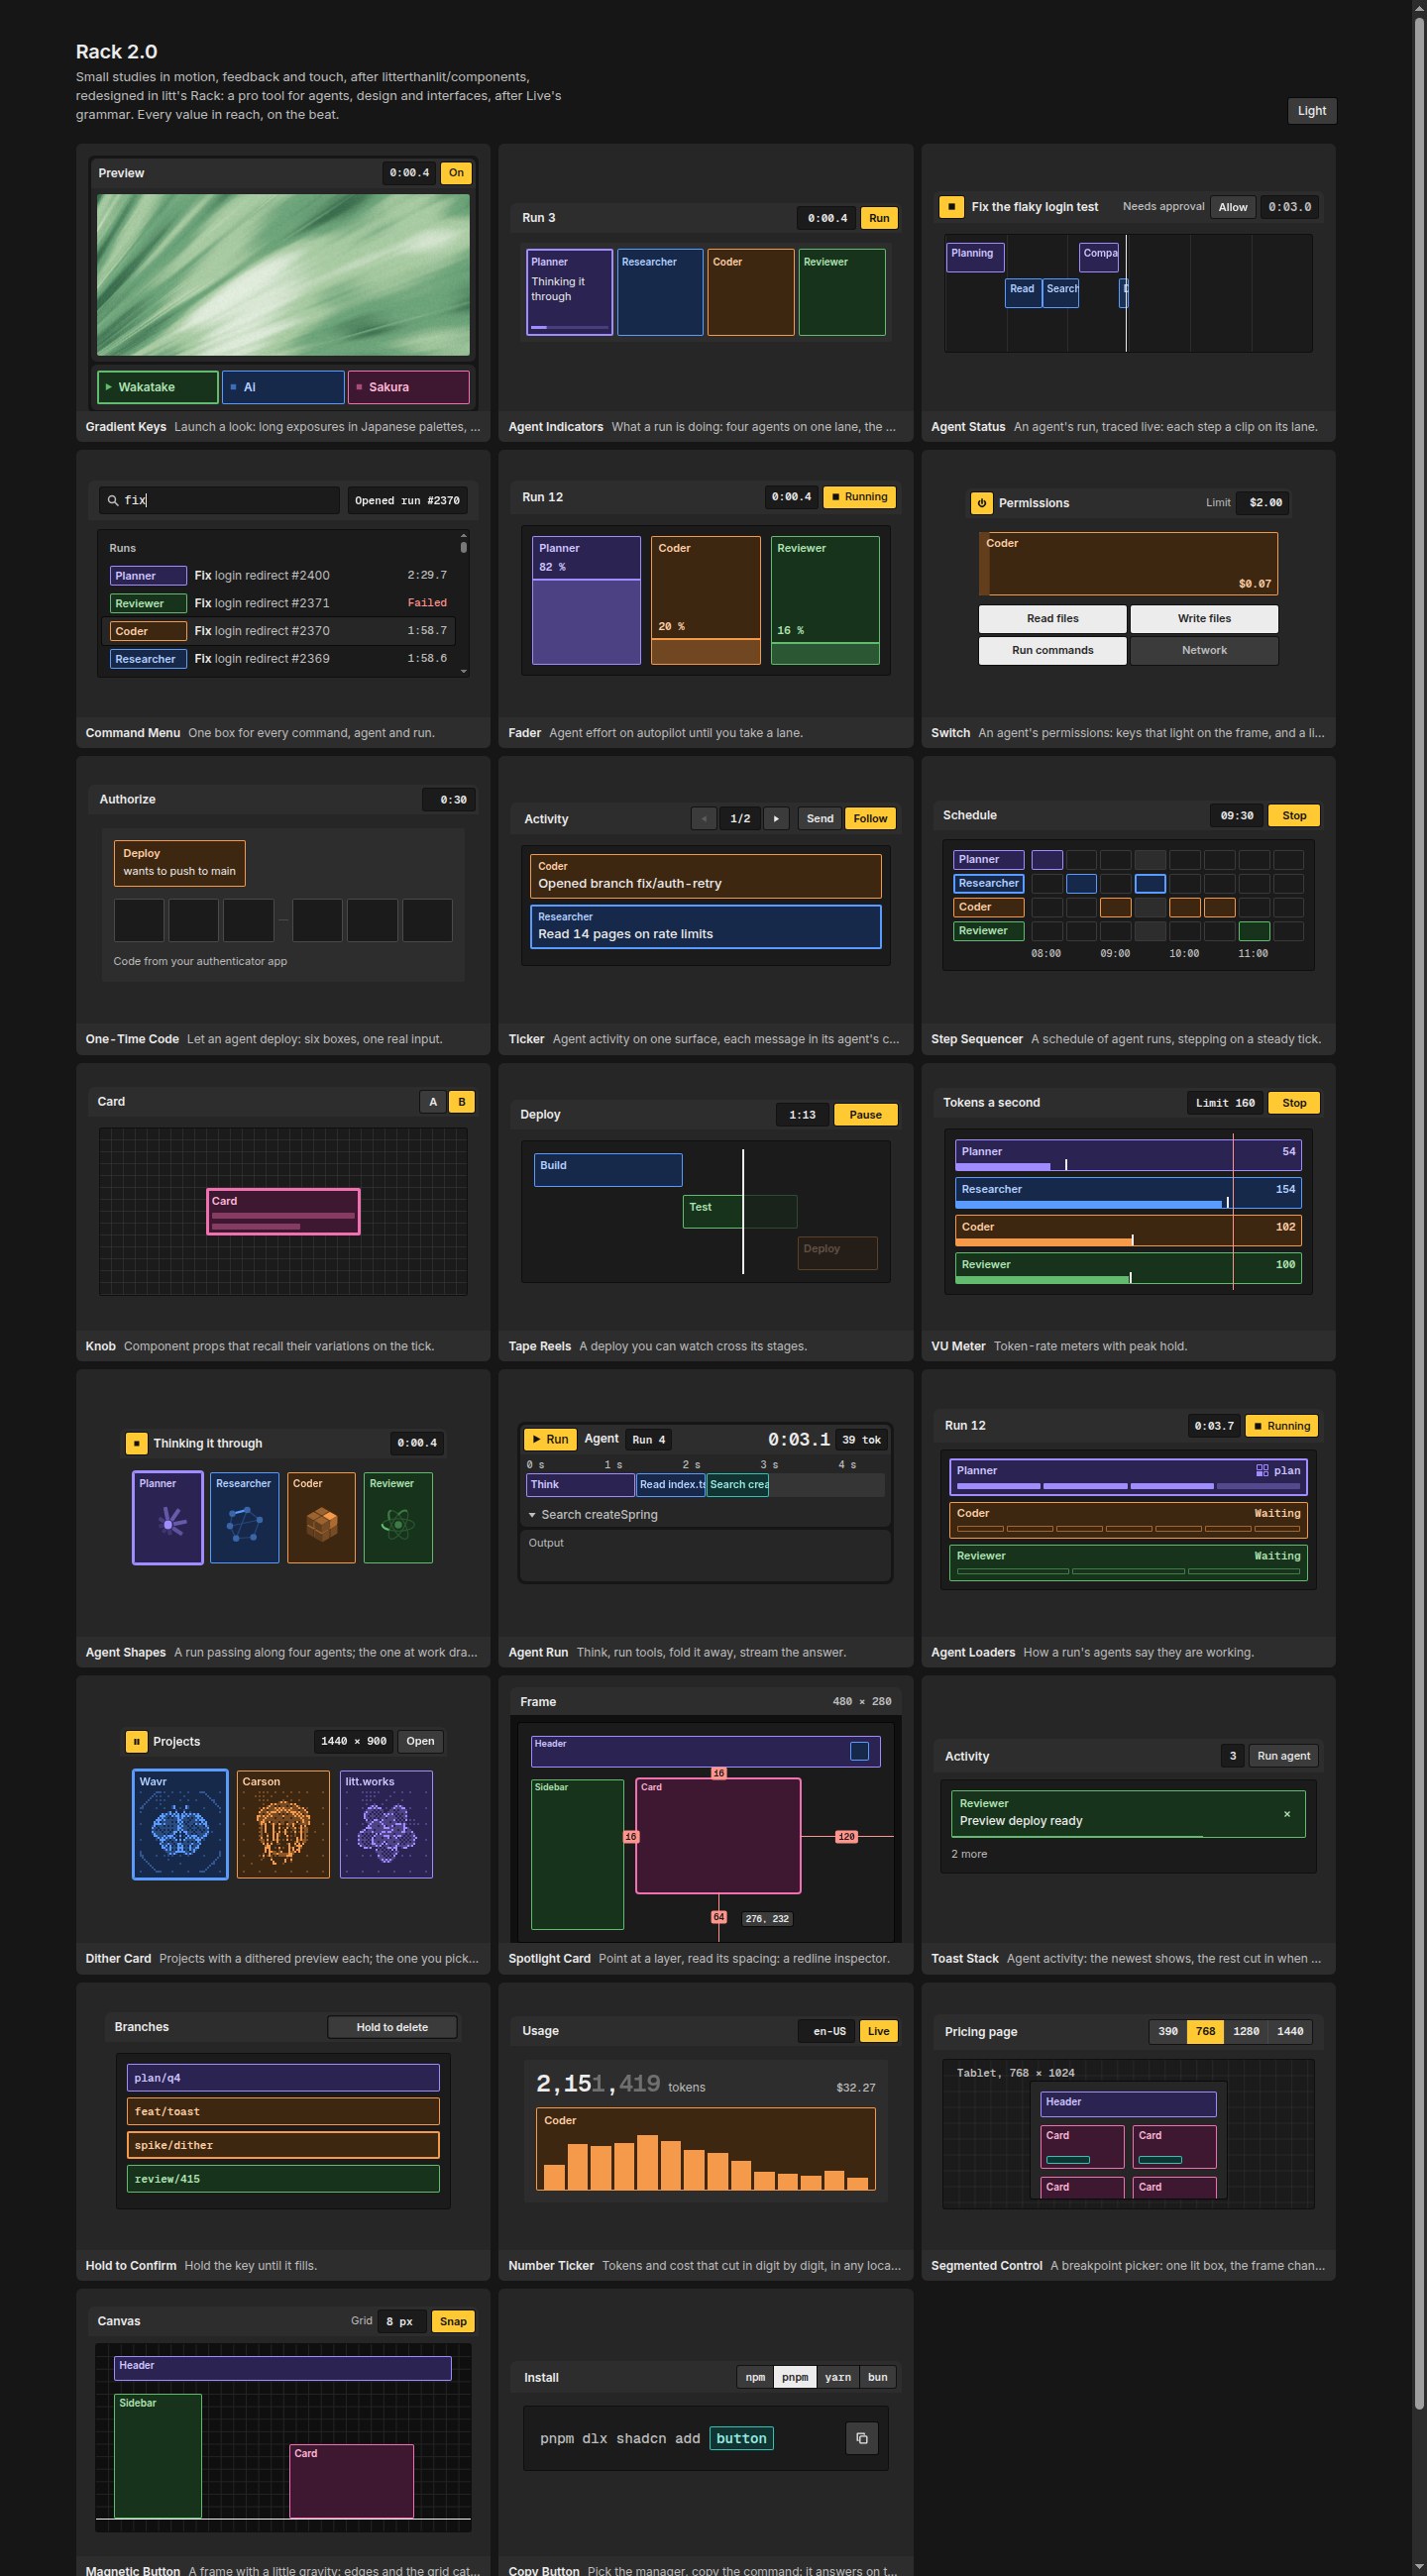 Rack 2.0
Small studies in motion, feedback and touch, after litterthanlit/components,
redesigned in litt's Rack: a pro tool for agents, design and interfaces, after Live's
grammar. Every value in reach, on the beat.
Light
Preview 0:00.4 On
Wakatake Ai Sakura
Gradient Keys Launch a look: long exposures in Japanese palettes, ...
Run 3 0:00.4 Run
Planner Researcher Coder Reviewer
Thinking it
through
Agent Indicators What a run is doing: four agents on one lane, the ...
Fix the flaky login test Needs approval Allow 0:03.0
Planning Compa
Read Search
Agent Status An agent's run, traced live: each step a clip on its lane.
fix Opened run #2370
Runs
Planner Fix login redirect #2400 2:29.7
Reviewer Fix login redirect #2371 Failed
Coder Fix login redirect #2370 1:58.7
Researcher Fix login redirect #2369 1:58.6
Command Menu One box for every command, agent and run.
Run 12 0:00.4 Running
Planner Coder Reviewer
82 %
20 % 16 %
Fader Agent effort on autopilot until you take a lane.
Permissions Limit $2.00
Coder
$0.07
Read files Write files
Run commands Network
Switch An agent's permissions: keys that light on the frame, and a li...
Authorize 0:30
Deploy
wants to push to main
Code from your authenticator app
One-Time Code Let an agent deploy: six boxes, one real input.
Activity 1/2 Send Follow
Coder
Opened branch fix/auth-retry
Researcher
Read 14 pages on rate limits
Ticker Agent activity on one surface, each message in its agent's c...
Schedule 09:30 Stop
Planner
Researcher
Coder
Reviewer
08:00 09:00 10:00 11:00
Step Sequencer A schedule of agent runs, stepping on a steady tick.
Card A B
Card
Knob Component props that recall their variations on the tick.
Deploy 1:13 Pause
Build
Test
Deploy
Tape Reels A deploy you can watch cross its stages.
Tokens a second Limit 160 Stop
Planner 54
Researcher 154
Coder 102
Reviewer 100
VU Meter Token-rate meters with peak hold.
Thinking it through 0:00.4
Planner Researcher Coder Reviewer
Agent Shapes A run passing along four agents; the one at work dra...
Run Agent Run 4 0:03.1 39 tok
0 s 1 s 2 s 3 s 4 s
Think Read index.ts Search crea
Search createSpring
Output
Agent Run Think, run tools, fold it away, stream the answer.
Run 12 0:03.7 Running
Planner plan
Coder Waiting
Reviewer Waiting
Agent Loaders How a run's agents say they are working.
Projects 1440 × 900 Open
Wavr Carson litt.works
Dither Card Projects with a dithered preview each; the one you pick...
Frame 480 × 280
Header
16
Sidebar Card
16 120
64 276, 232
Spotlight Card Point at a layer, read its spacing: a redline inspector.
Activity 3 Run agent
Reviewer
Preview deploy ready ×
2 more
Toast Stack Agent activity: the newest shows, the rest cut in when ...
Branches Hold to delete
plan/q4
feat/toast
spike/dither
review/415
Hold to Confirm Hold the key until it fills.
Usage en-US Live
2,151,419 tokens $32.27
Coder
Number Ticker Tokens and cost that cut in digit by digit, in any loca...
Pricing page 390 768 1280 1440
Tablet, 768 × 1024
Header
Card Card
Card Card
Segmented Control A breakpoint picker: one lit box, the frame chan...
Canvas Grid 8 px Snap
Header
Sidebar
Card
Magnetic Button A frame with a little gravity: edges and the grid cat...
Install npm pnpm yarn bun
pnpm dlx shadcn add button
Copy Button Pick the manager, copy the command: it answers on t...